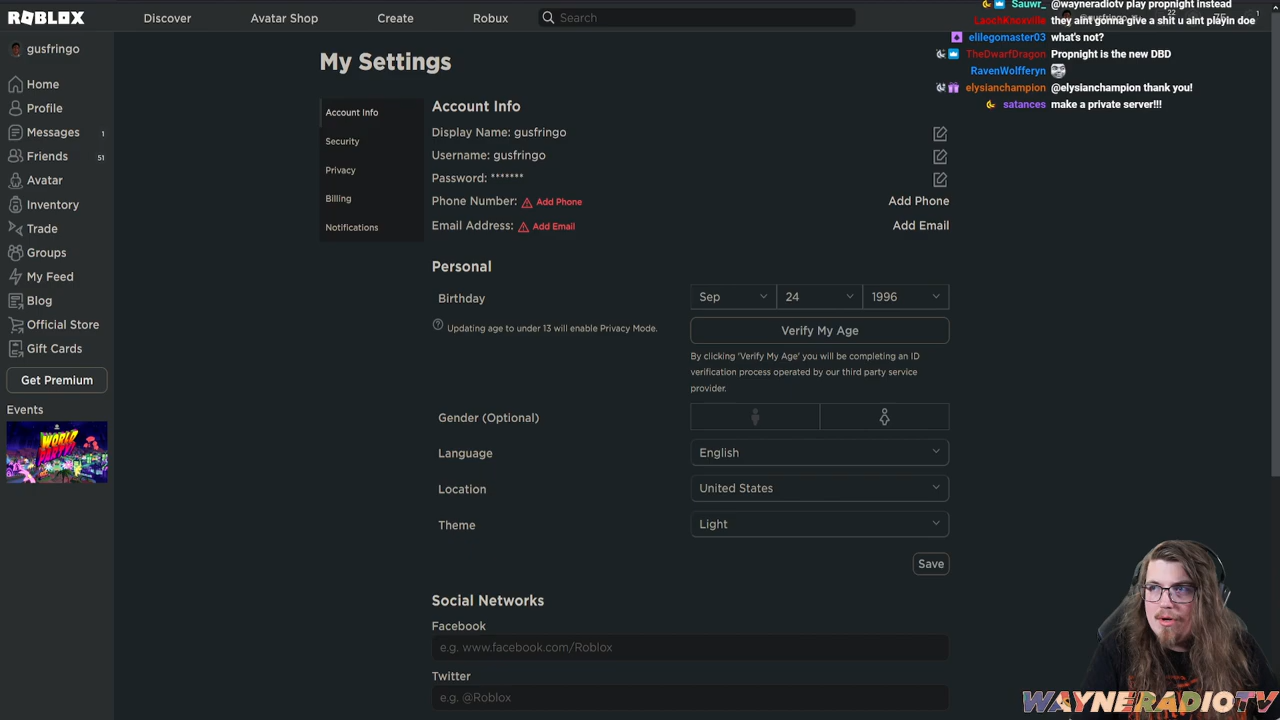 ROBLOX
Discover
Avatar Shop
Create
Robux
Search
22
1
gusfringo
Home
Profile
Messages 1
Friends 51
Avatar
Inventory
Trade
Groups
My Feed
Blog
Official Store
Gift Cards
Get Premium
Events
WORLD PARTY
My Settings
Account Info
Security
Privacy
Billing
Notifications
Account Info
Display Name: gusfringo
Username: gusfringo
Password: *******
Phone Number: Add Phone Add Phone
Email Address: Add Email Add Email
Personal
Birthday Sep 24 1996
Updating age to under 13 will enable Privacy Mode.
Verify My Age
By clicking 'Verify My Age' you will be completing an ID
verification process operated by our third party service
provider.
Gender (Optional)
Language English
Location United States
Theme Light
Save
Social Networks
Facebook
e.g. www.facebook.com/Roblox
Twitter
e.g. @Roblox
Sauwr_ @wayneradiotv play propnight instead
LaochKnoxville they aint gonna give a shit u aint playin doe
elilegomaster03 what's not?
TheDwarfDragon Propnight is the new DBD
RavenWolfferyn
elysianchampion @elysianchampion thank you!
satances make a private server!!!
WAYNERADIOTV